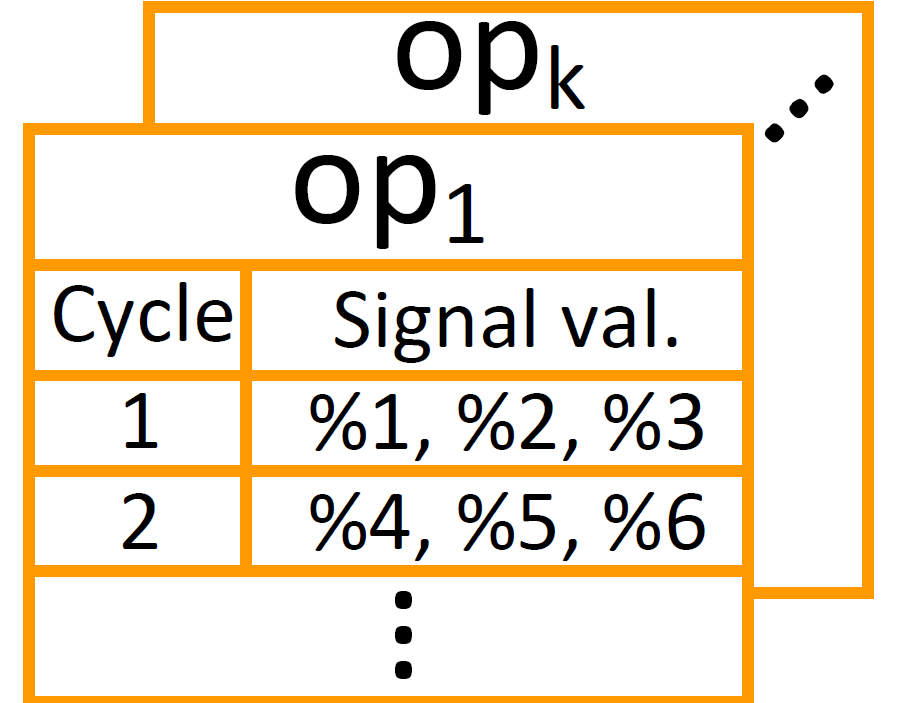 opk
op1
Cycle Signal val.
1 %1, %2, %3
2 %4, %5, %6